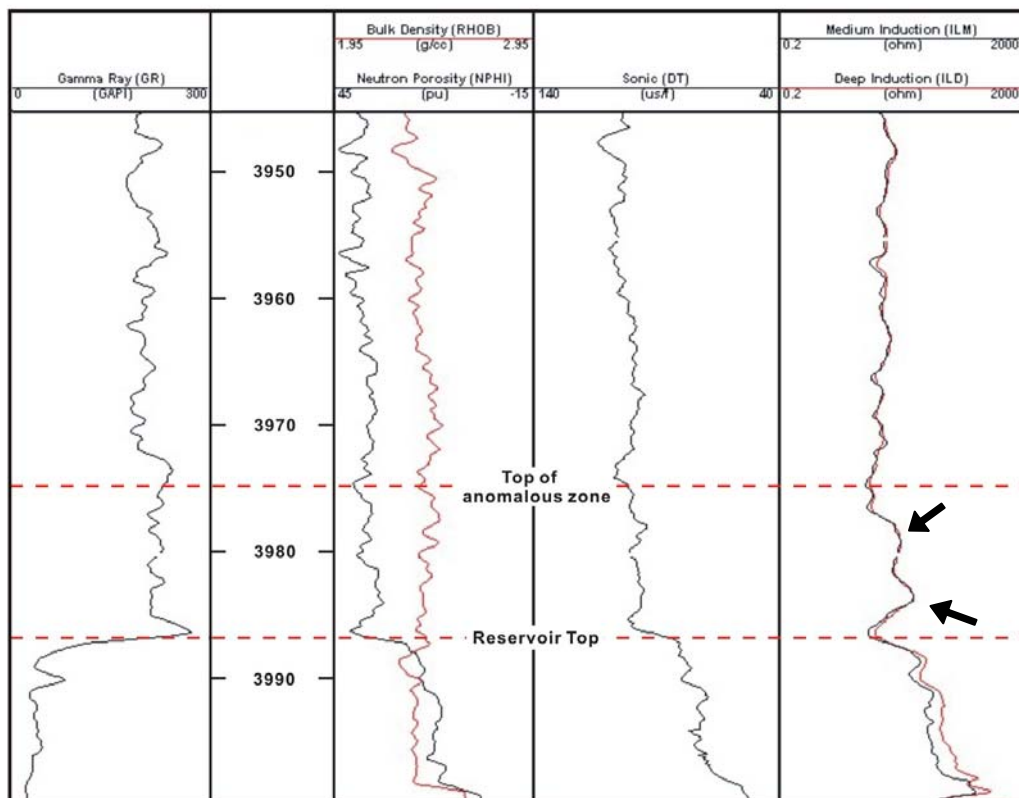 Bulk Density (RHOB)
1.95 (g/cc) 2.95
Medium Induction (ILM)
0.2 (ohm) 2000
Gamma Ray (GR)
0 (GAPI) 300
Neutron Porosity (NPHI)
45 (pu) -15
Sonic (DT)
140 (us/f) 40
Deep Induction (ILD)
0.2 (ohm) 2000
3950
3960
3970
Top of
anomalous zone
3980
Reservoir Top
3990